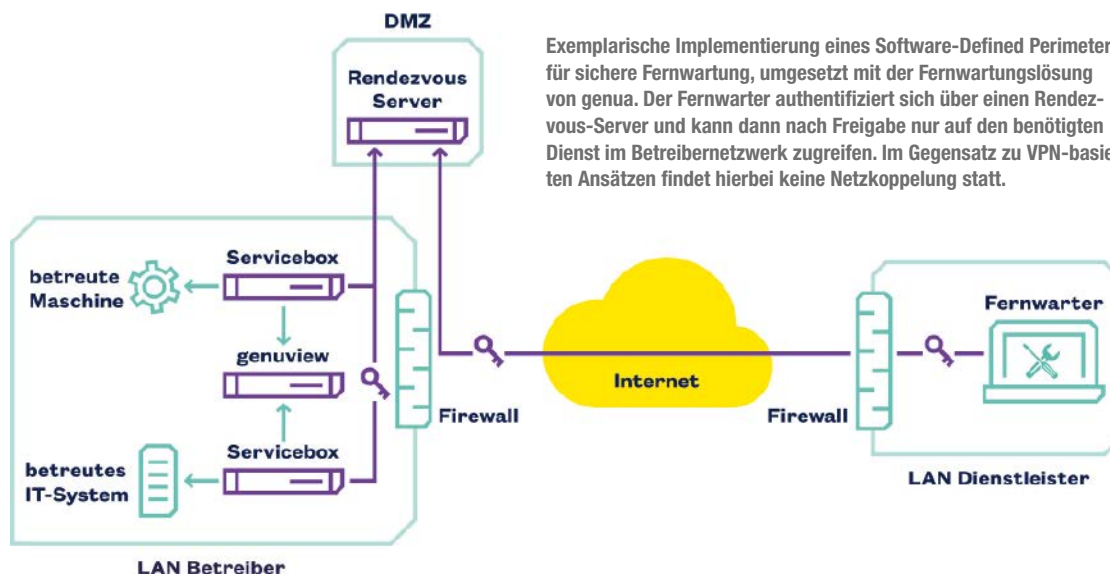 DMZ
Rendezvous
Server
Exemplarische Implementierung eines Software-Defined Perimeter
für sichere Fernwartung, umgesetzt mit der Fernwartungslösung
von genua. Der Fernwarter authentifiziert sich über einen Rendez-
vous-Server und kann dann nach Freigabe nur auf den benötigten
Dienst im Betreibernetzwerk zugreifen. Im Gegensatz zu VPN-basie
ten Ansätzen findet hierbei keine Netzkoppelung statt.
betreute
Maschine
Servicebox
genuview
Servicebox
betreutes
IT-System
LAN Betreiber
Firewall
Internet
Firewall
Fernwarter
LAN Dienstleister